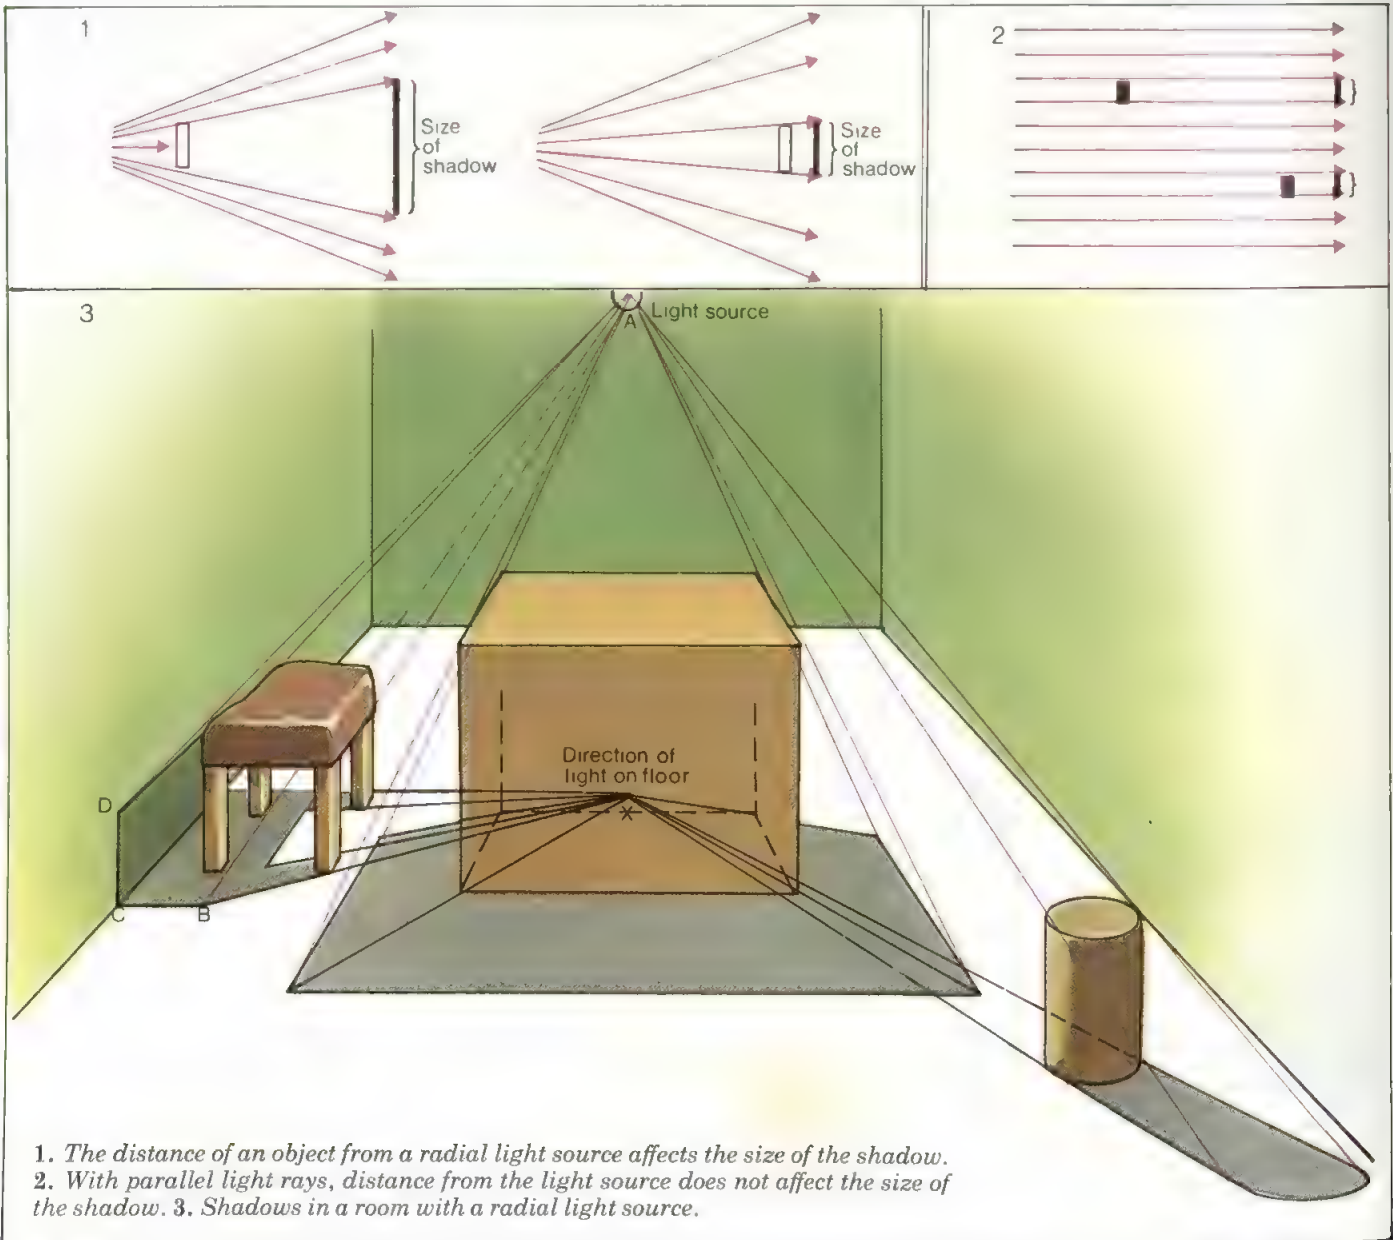 1
Size
of
shadow
Size
of
shadow
2
3
A
Light source
Direction of
light on floor
D
C
B
1. The distance of an object from a radial light source affects the size of the shadow.
2. With parallel light rays, distance from the light source does not affect the size of
the shadow. 3. Shadows in a room with a radial light source.